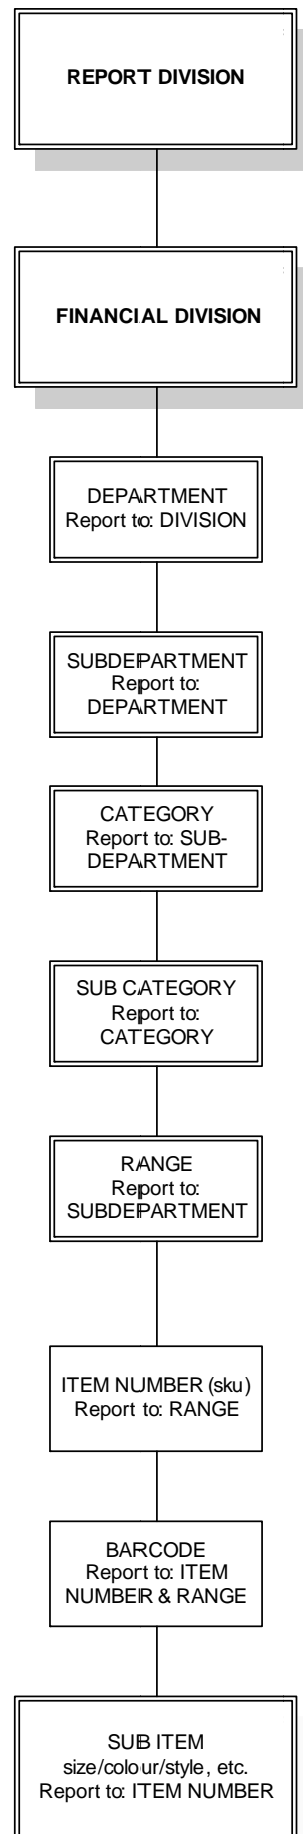 REPORT DIVISION
FINANCIAL DIVISION
DEPARTMENT
Report to: DIVISION
SUBDEPARTMENT
Report to:
DEPARTMENT
CATEGORY
Report to: SUB-
DEPARTMENT
SUB CATEGORY
Report to:
CATEGORY
RANGE
Report to:
SUBDEPARTMENT
ITEM NUMBER (sku)
Report to: RANGE
BARCODE
Report to: ITEM
NUMBER & RANGE
SUB ITEM
size/colour/style, etc.
Report to: ITEM NUMBER